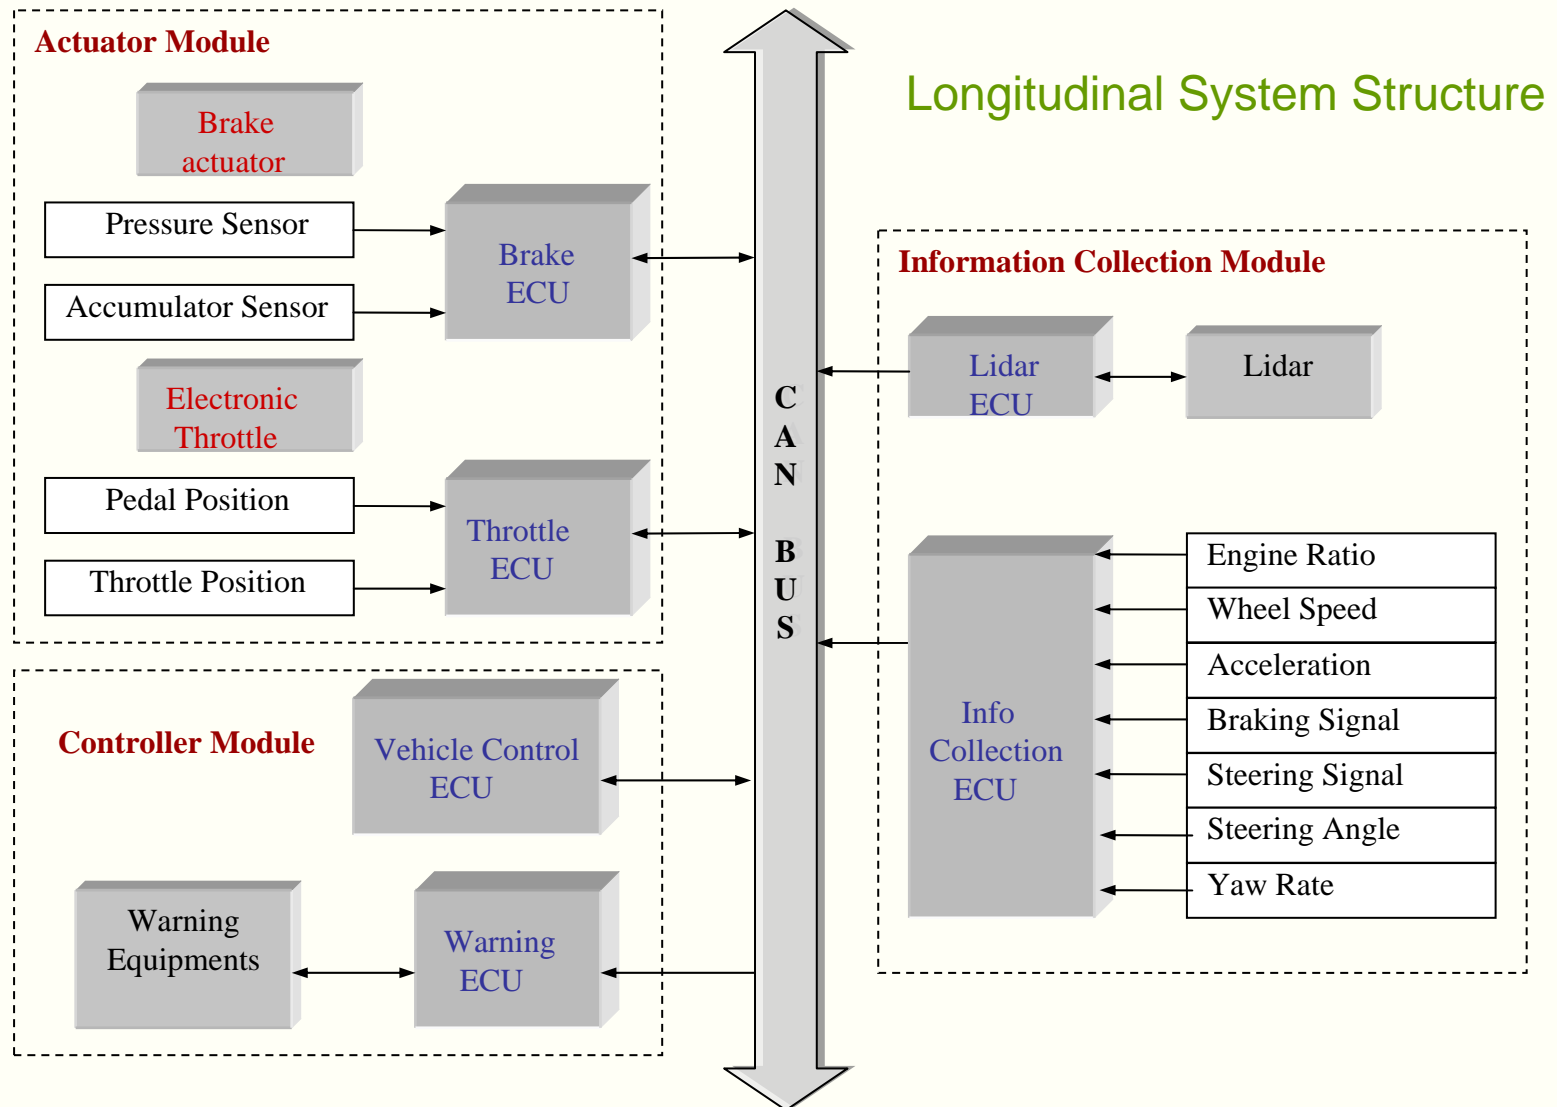 Longitudinal System Structure
Actuator Module
Brake
actuator
Pressure Sensor
Accumulator Sensor
Brake
ECU
Electronic
Throttle
Pedal Position
Throttle Position
Throttle
ECU
Controller Module
Vehicle Control
ECU
Warning
Equipments
Warning
ECU
CAN BUS
Information Collection Module
Lidar
ECU
Lidar
Info
Collection
ECU
Engine Ratio
Wheel Speed
Acceleration
Braking Signal
Steering Signal
Steering Angle
Yaw Rate